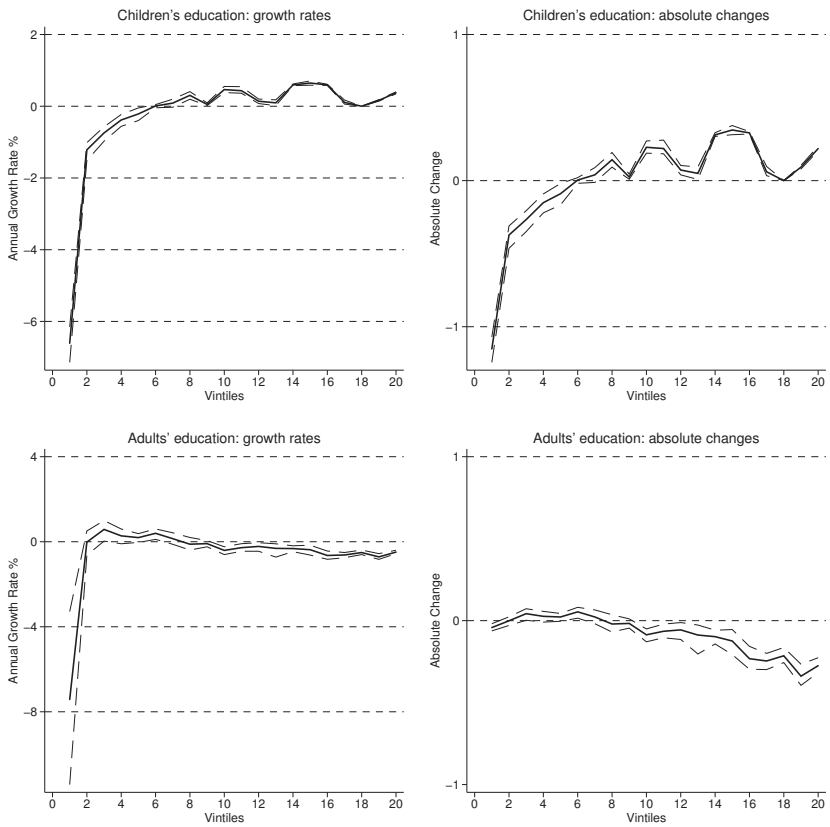 Children’s education: growth rates
2
0
−2
−4
−6
Annual Growth Rate %
0 2 4 6 8 10 12 14 16 18 20
Vintiles
Children’s education: absolute changes
1
0
−1
Absolute Change
0 2 4 6 8 10 12 14 16 18 20
Vintiles
Adults’ education: growth rates
4
0
−4
−8
Annual Growth Rate %
0 2 4 6 8 10 12 14 16 18 20
Vintiles
Adults’ education: absolute changes
1
0
−1
Absolute Change
0 2 4 6 8 10 12 14 16 18 20
Vintiles